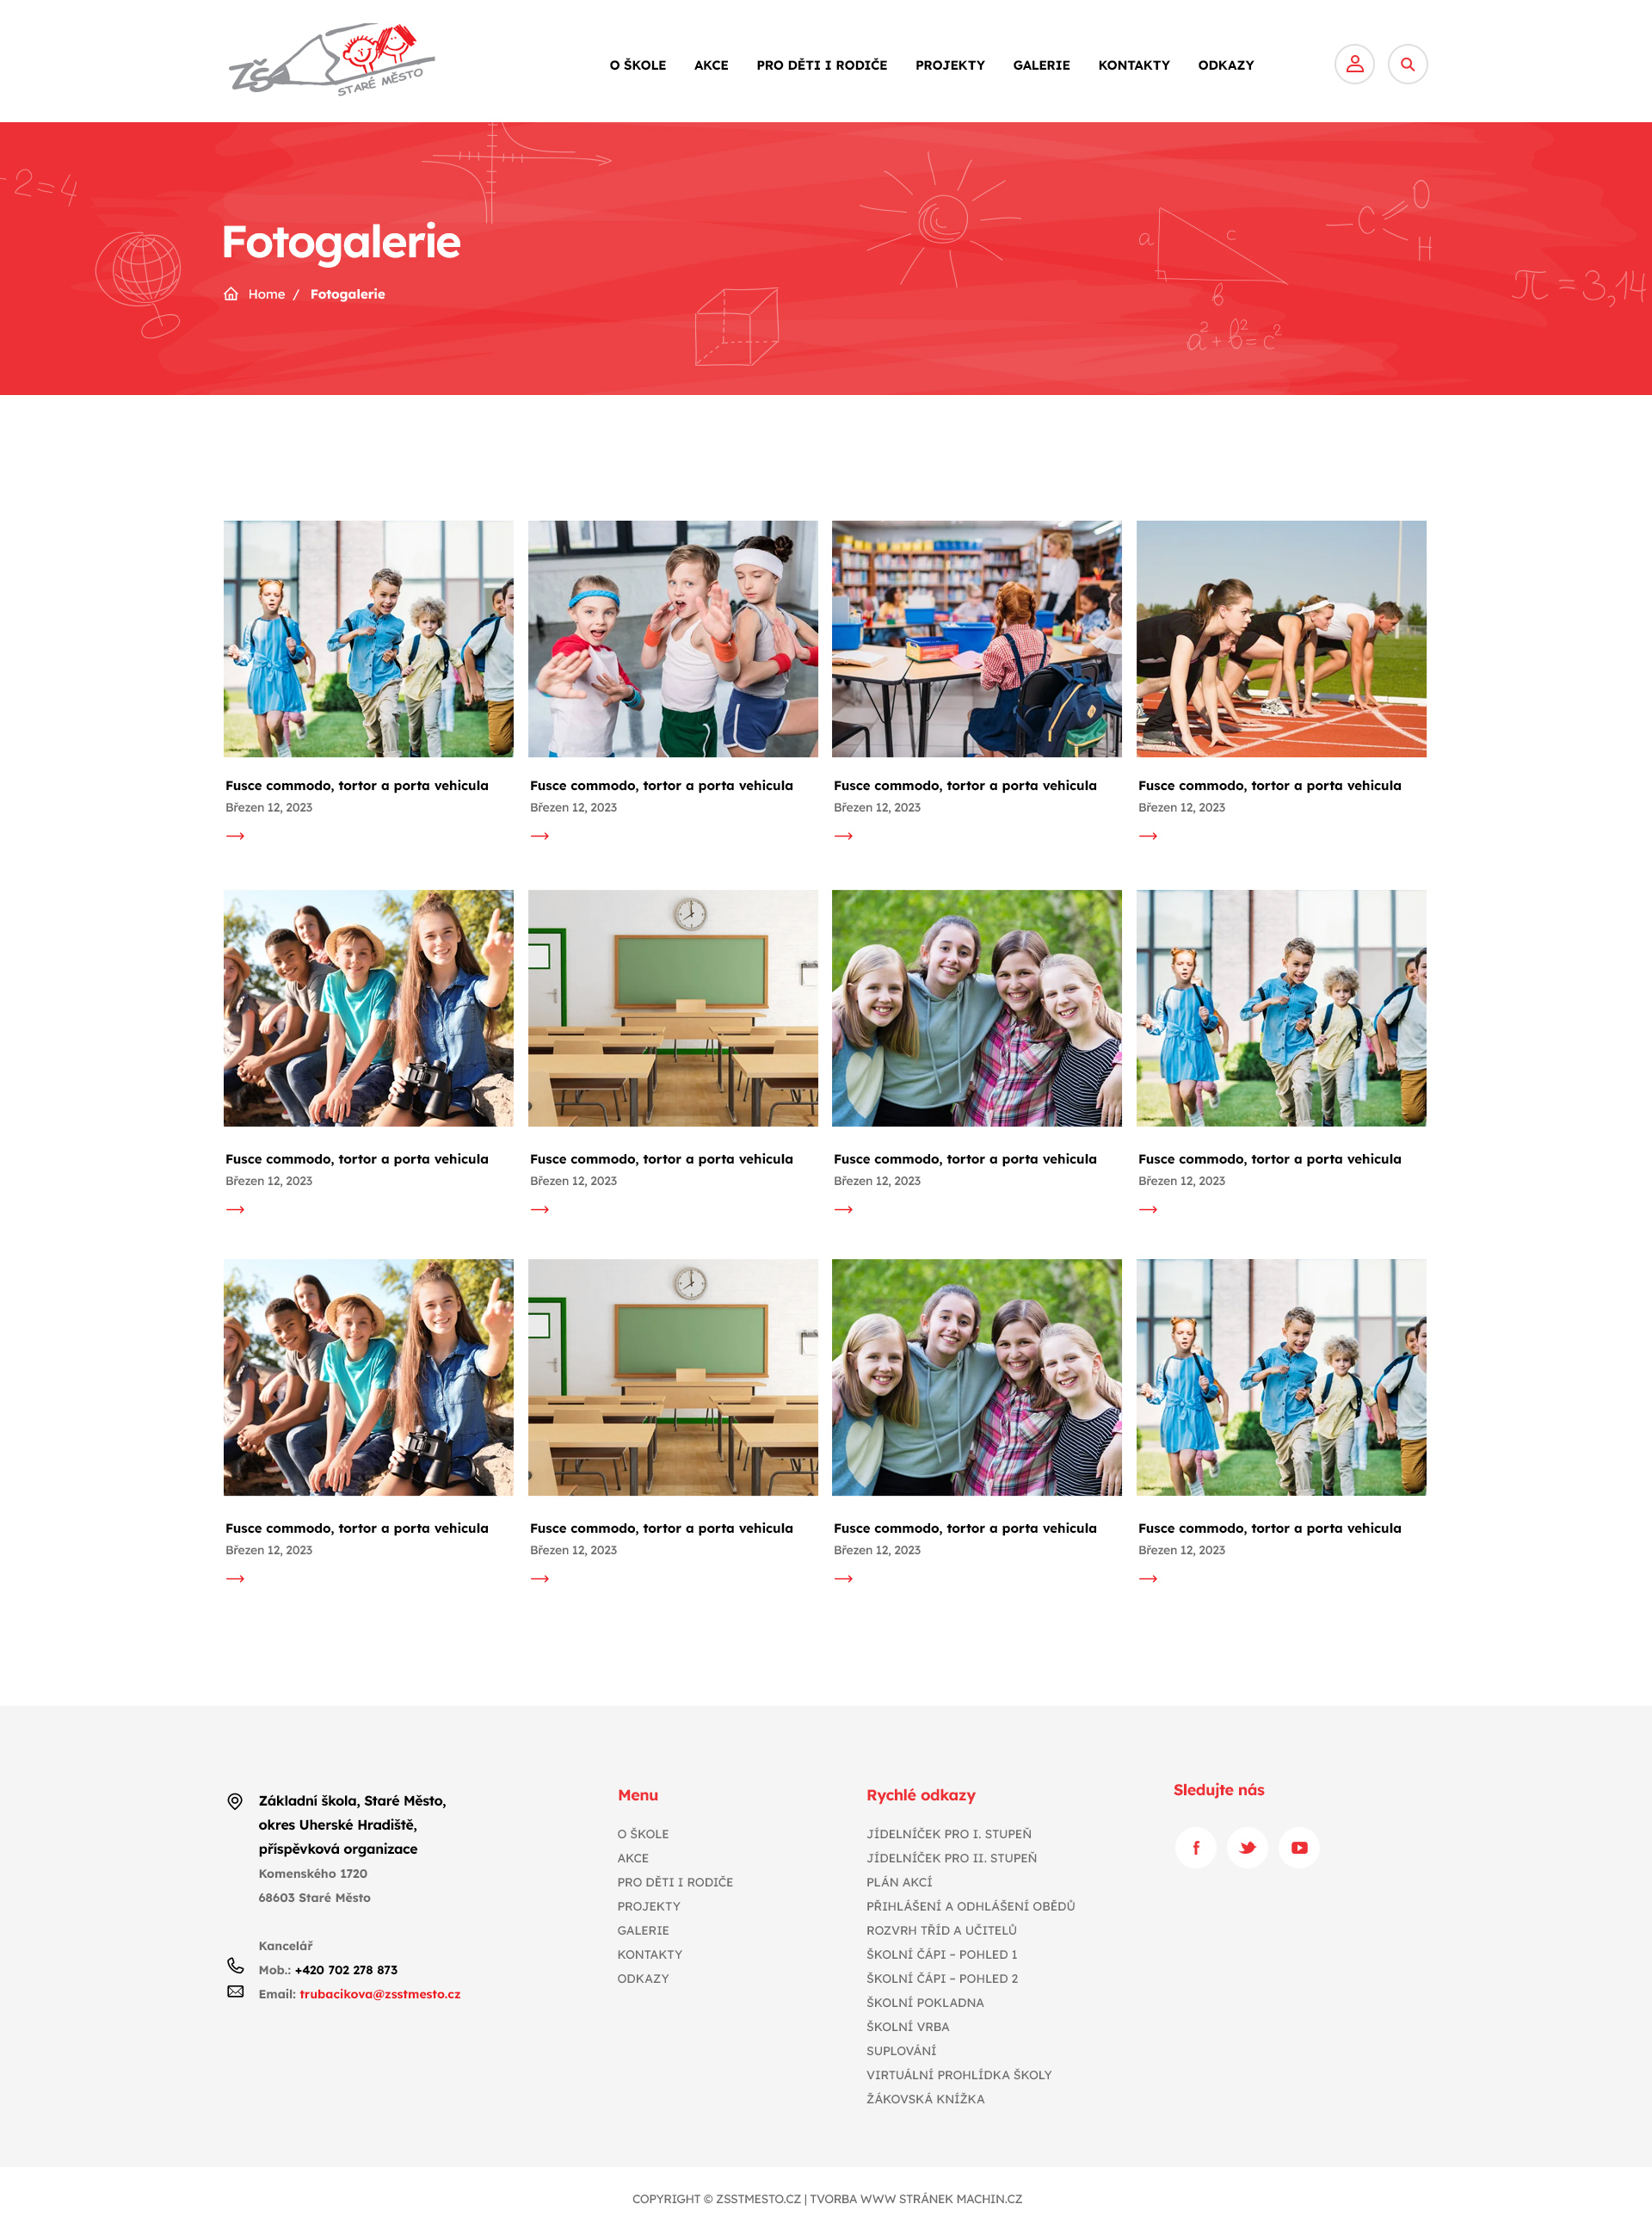 ZŠ
STARÉ MĚSTO
O ŠKOLE AKCE PRO DĚTI I RODIČE PROJEKTY GALERIE KONTAKTY ODKAZY
2=4
a c
b
a²+b²=c²
C O H
π=3,14
Fotogalerie
Home / Fotogalerie
Fusce commodo, tortor a porta vehicula
Březen 12, 2023
Fusce commodo, tortor a porta vehicula
Březen 12, 2023
Fusce commodo, tortor a porta vehicula
Březen 12, 2023
Fusce commodo, tortor a porta vehicula
Březen 12, 2023
Fusce commodo, tortor a porta vehicula
Březen 12, 2023
Fusce commodo, tortor a porta vehicula
Březen 12, 2023
Fusce commodo, tortor a porta vehicula
Březen 12, 2023
Fusce commodo, tortor a porta vehicula
Březen 12, 2023
Fusce commodo, tortor a porta vehicula
Březen 12, 2023
Fusce commodo, tortor a porta vehicula
Březen 12, 2023
Fusce commodo, tortor a porta vehicula
Březen 12, 2023
Fusce commodo, tortor a porta vehicula
Březen 12, 2023
Základní škola, Staré Město,
okres Uherské Hradiště,
příspěvková organizace
Komenského 1720
68603 Staré Město
Kancelář
Mob.: +420 702 278 873
Email: trubacikova@zsstmesto.cz
Menu
O ŠKOLE
AKCE
PRO DĚTI I RODIČE
PROJEKTY
GALERIE
KONTAKTY
ODKAZY
Rychlé odkazy
JÍDELNÍČEK PRO I. STUPEŇ
JÍDELNÍČEK PRO II. STUPEŇ
PLÁN AKCÍ
PŘIHLÁŠENÍ A ODHLÁŠENÍ OBĚDŮ
ROZVRH TŘÍD A UČITELŮ
ŠKOLNÍ ČÁPI – POHLED 1
ŠKOLNÍ ČÁPI – POHLED 2
ŠKOLNÍ POKLADNA
ŠKOLNÍ VRBA
SUPLOVÁNÍ
VIRTUÁLNÍ PROHLÍDKA ŠKOLY
ŽÁKOVSKÁ KNÍŽKA
Sledujte nás
COPYRIGHT © ZSSTMESTO.CZ | TVORBA WWW STRÁNEK MACHIN.CZ